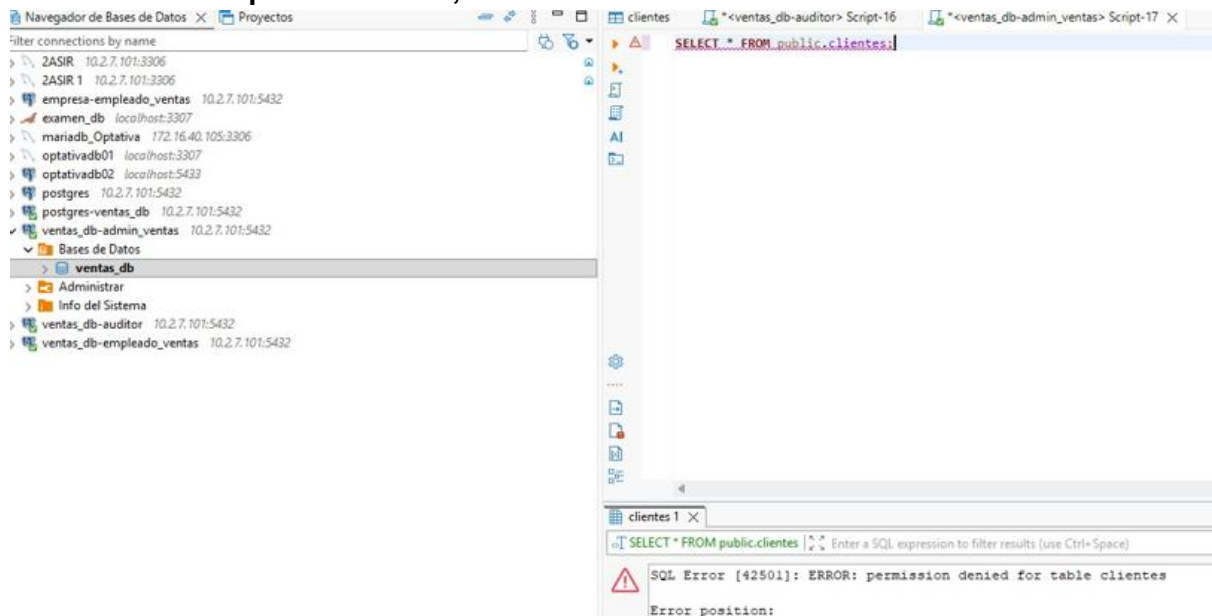 Navegador de Bases de Datos Proyectos
Filter connections by name
2ASIR 10.2.7.101:3306
2ASIR 1 10.2.7.101:3306
empresa-empleado_ventas 10.2.7.101:5432
examen_db localhost:3307
mariadb_Optativa 172.16.40.105:3306
optativadb01 localhost:3307
optativadb02 localhost:5433
postgres 10.2.7.101:5432
postgres-ventas_db 10.2.7.101:5432
ventas_db-admin_ventas 10.2.7.101:5432
Bases de Datos
ventas_db
Administrar
Info del Sistema
ventas_db-auditor 10.2.7.101:5432
ventas_db-empleado_ventas 10.2.7.101:5432
clientes *<ventas_db-auditor> Script-16 *<ventas_db-admin_ventas> Script-17
SELECT * FROM public.clientes;
AI
clientes 1
SELECT * FROM public.clientes Enter a SQL expression to filter results (use Ctrl+Space)
SQL Error [42501]: ERROR: permission denied for table clientes
Error position: